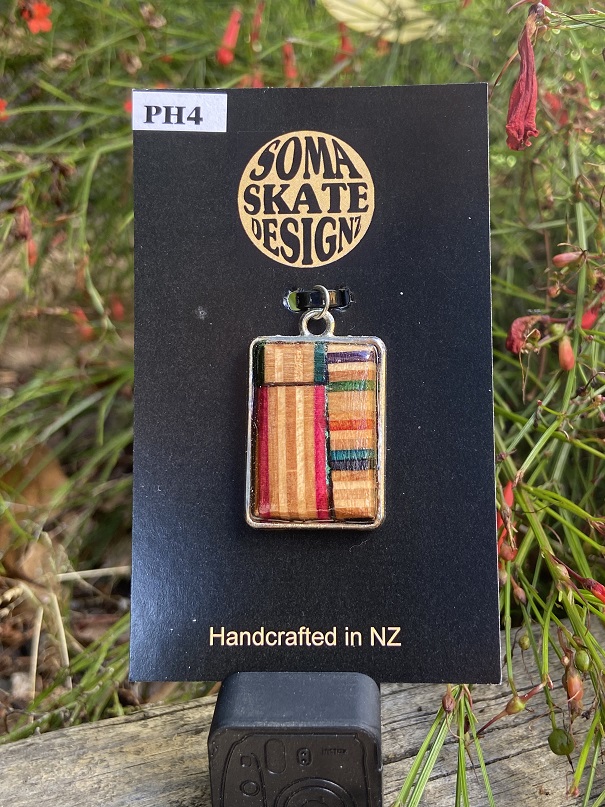 PH4
SOMA
SKATE
DESIGNZ
Handcrafted in NZ